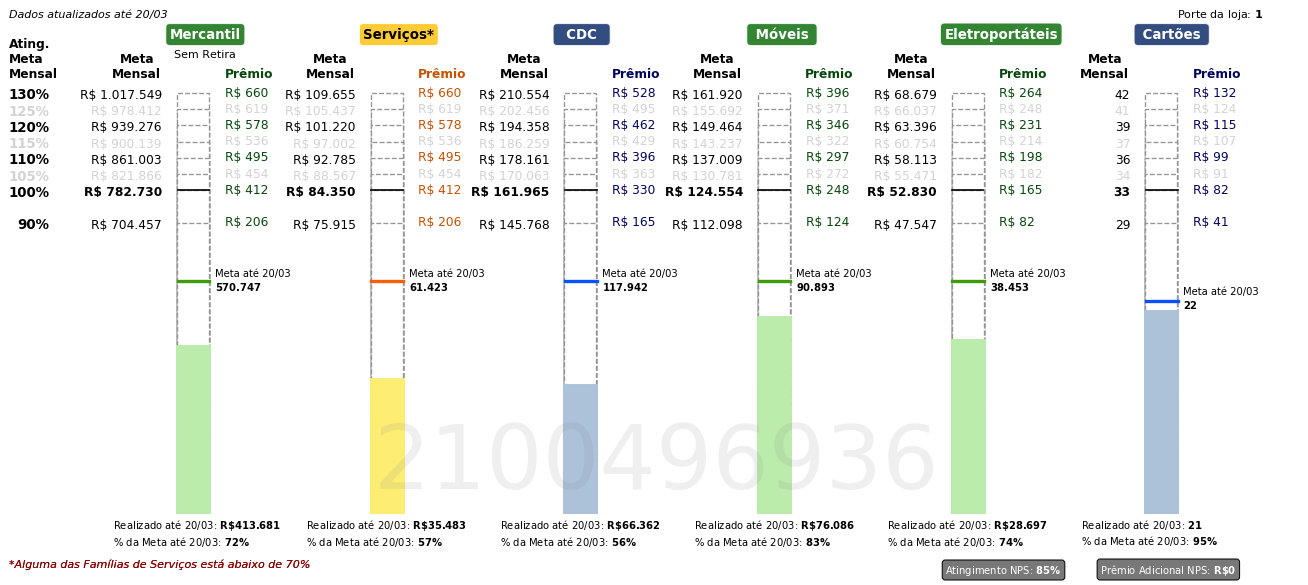 Dados atualizados até 20/03
Porte da loja: 1
Mercantil Serviços* CDC Móveis Eletroportáteis Cartões
Sem Retira
Ating. Meta Mensal
Meta Mensal Prêmio Meta Mensal Prêmio Meta Mensal Prêmio Meta Mensal Prêmio Meta Mensal Prêmio Meta Mensal Prêmio
130% R$ 1.017.549 R$ 660 R$ 109.655 R$ 660 R$ 210.554 R$ 528 R$ 161.920 R$ 396 R$ 68.679 R$ 264 42 R$ 132
125% R$ 978.412 R$ 619 R$ 105.437 R$ 619 R$ 202.456 R$ 495 R$ 155.692 R$ 371 R$ 66.037 R$ 248 41 R$ 124
120% R$ 939.276 R$ 578 R$ 101.220 R$ 578 R$ 194.358 R$ 462 R$ 149.464 R$ 346 R$ 63.396 R$ 231 39 R$ 115
115% R$ 900.139 R$ 536 R$ 97.002 R$ 536 R$ 186.259 R$ 429 R$ 143.237 R$ 322 R$ 60.754 R$ 214 37 R$ 107
110% R$ 861.003 R$ 495 R$ 92.785 R$ 495 R$ 178.161 R$ 396 R$ 137.009 R$ 297 R$ 58.113 R$ 198 36 R$ 99
105% R$ 821.866 R$ 454 R$ 88.567 R$ 454 R$ 170.063 R$ 363 R$ 130.781 R$ 272 R$ 55.471 R$ 182 34 R$ 91
100% R$ 782.730 R$ 412 R$ 84.350 R$ 412 R$ 161.965 R$ 330 R$ 124.554 R$ 248 R$ 52.830 R$ 165 33 R$ 82
90% R$ 704.457 R$ 206 R$ 75.915 R$ 206 R$ 145.768 R$ 165 R$ 112.098 R$ 124 R$ 47.547 R$ 82 29 R$ 41
Meta até 20/03 Meta até 20/03 Meta até 20/03 Meta até 20/03 Meta até 20/03
570.747 61.423 117.942 90.893 38.453
Meta até 20/03
22
2100496936
Realizado até 20/03: R$413.681 Realizado até 20/03: R$35.483 Realizado até 20/03: R$66.362 Realizado até 20/03: R$76.086 Realizado até 20/03: R$28.697 Realizado até 20/03: 21
% da Meta até 20/03: 72% % da Meta até 20/03: 57% % da Meta até 20/03: 56% % da Meta até 20/03: 83% % da Meta até 20/03: 74% % da Meta até 20/03: 95%
*Alguma das Famílias de Serviços está abaixo de 70%
Atingimento NPS: 85% Prêmio Adicional NPS: R$0